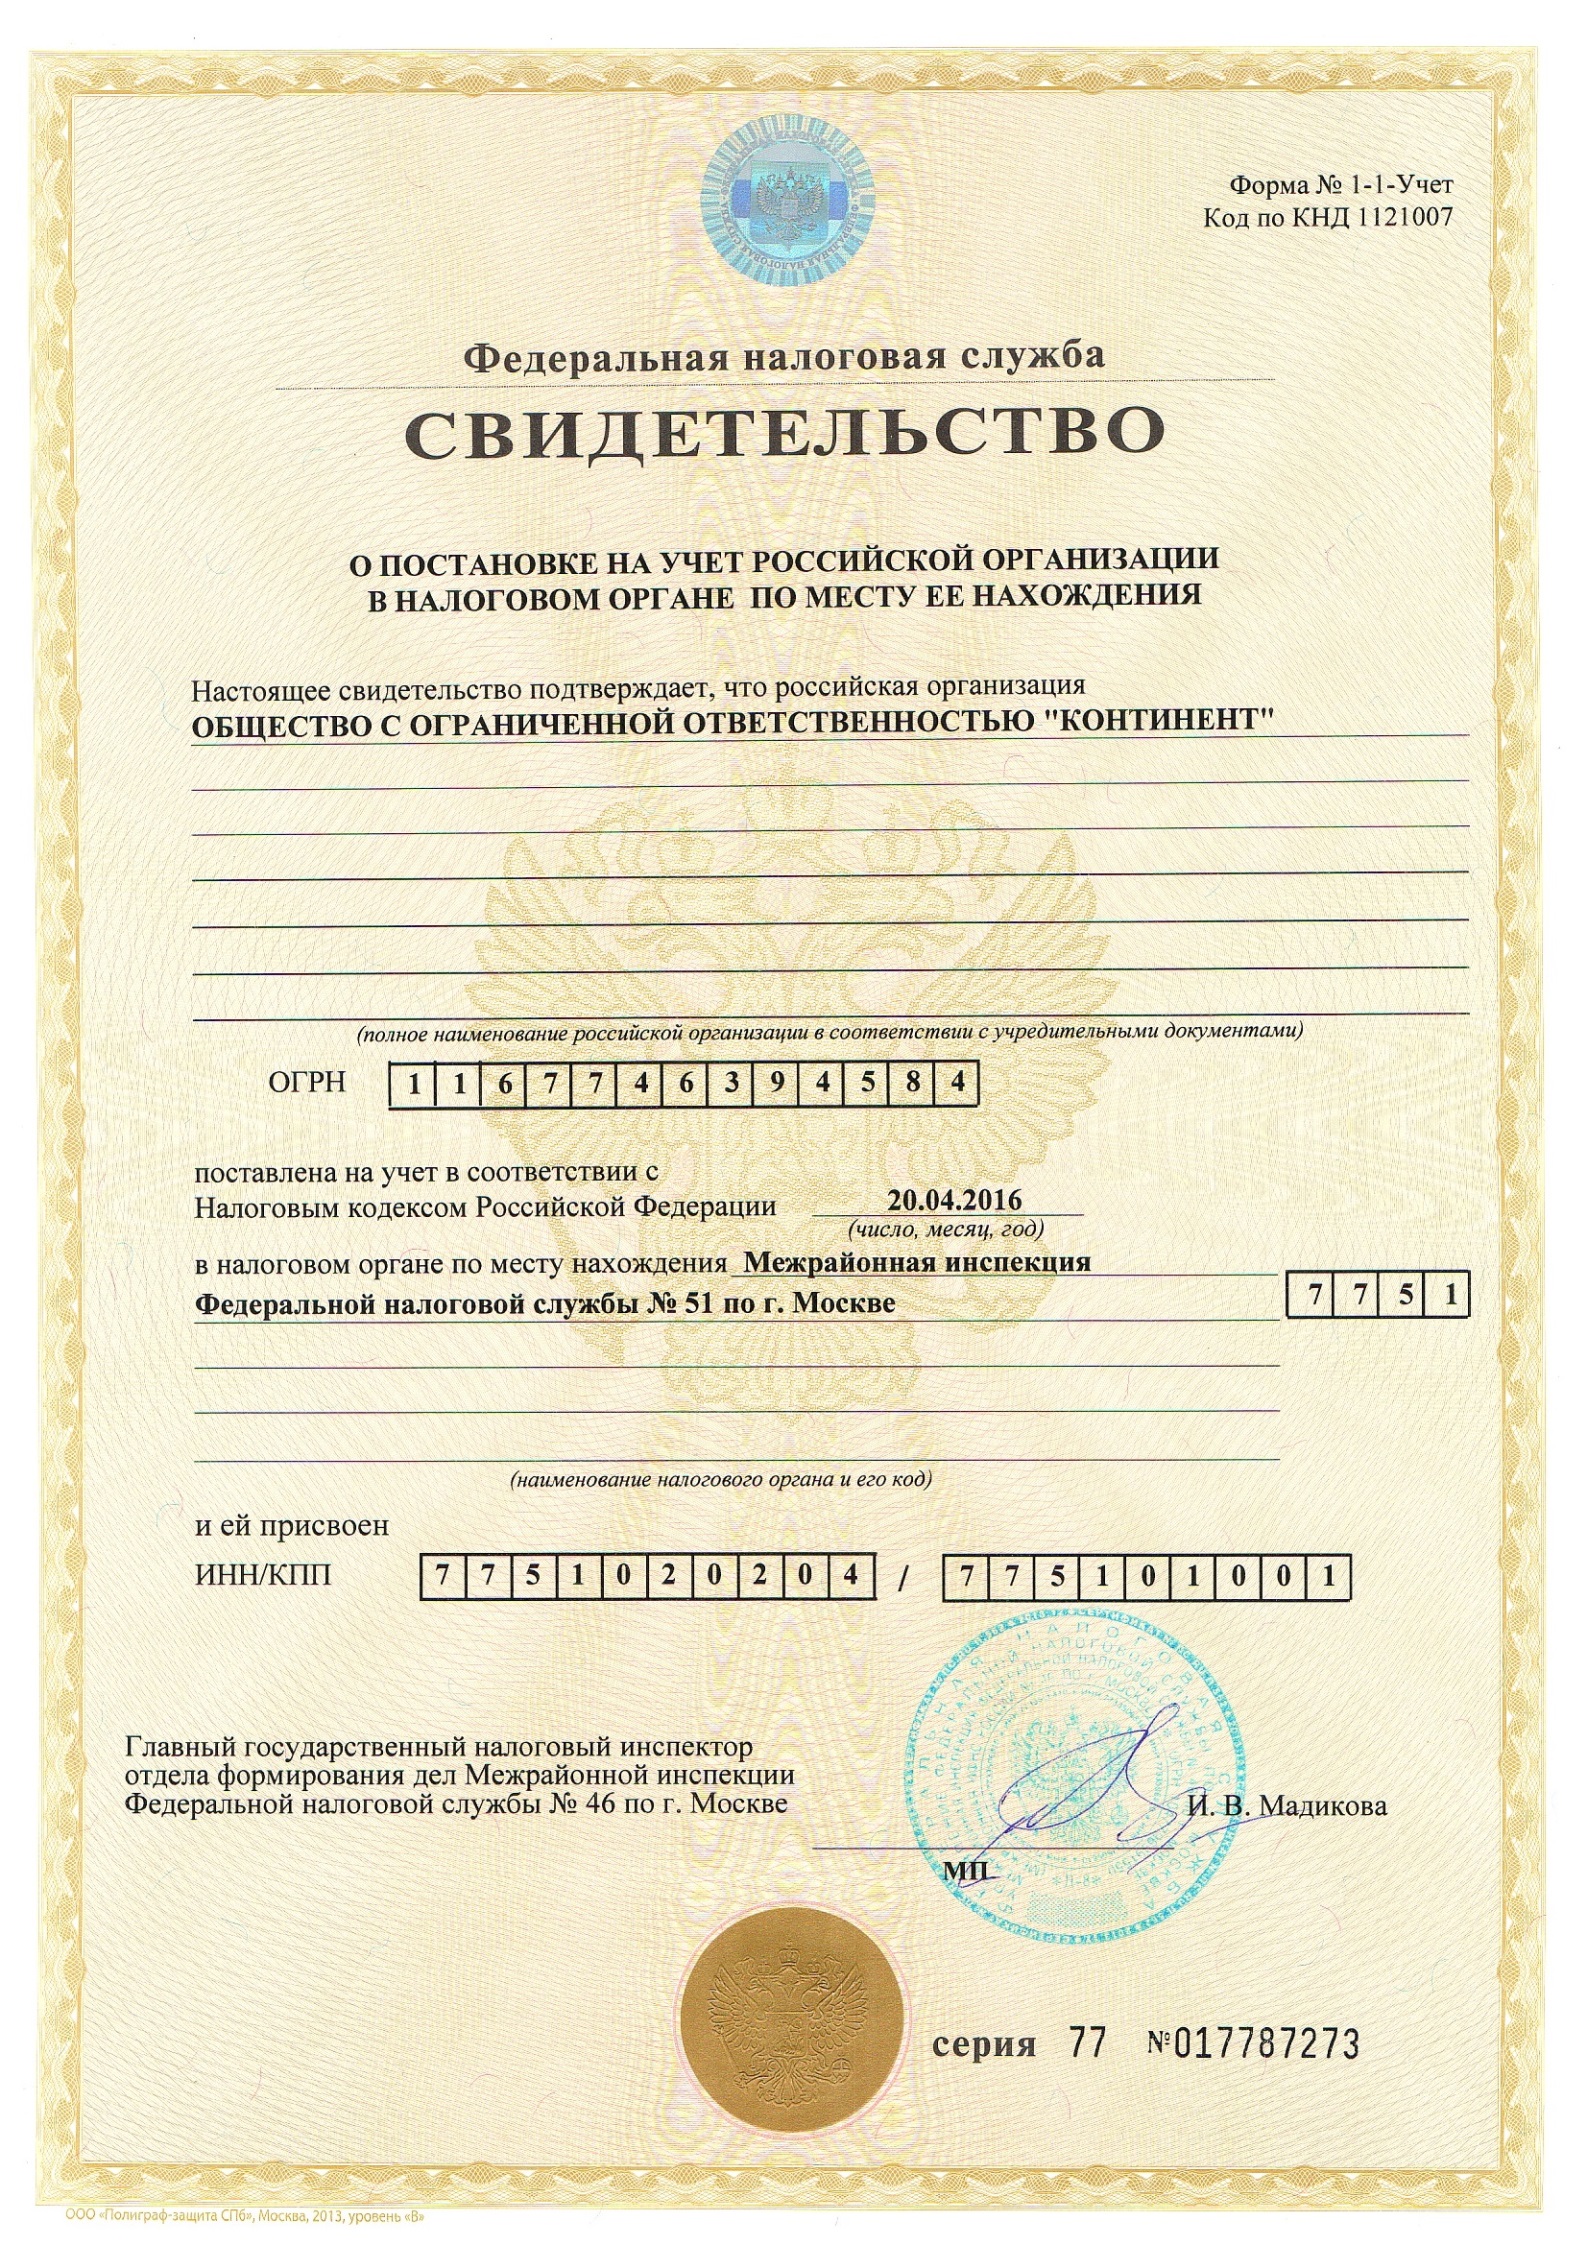 Форма № 1-1-Учет
Код по КНД 1121007
Федеральная налоговая служба
СВИДЕТЕЛЬСТВО
О ПОСТАНОВКЕ НА УЧЕТ РОССИЙСКОЙ ОРГАНИЗАЦИИ
В НАЛОГОВОМ ОРГАНЕ ПО МЕСТУ ЕЕ НАХОЖДЕНИЯ
Настоящее свидетельство подтверждает, что российская организация
ОБЩЕСТВО С ОГРАНИЧЕННОЙ ОТВЕТСТВЕННОСТЬЮ "КОНТИНЕНТ"
(полное наименование российской организации в соответствии с учредительными документами)
ОГРН 1 1 6 7 7 4 6 3 9 4 5 8 4
поставлена на учет в соответствии с
Налоговым кодексом Российской Федерации 20.04.2016
(число, месяц, год)
в налоговом органе по месту нахождения Межрайонная инспекция
Федеральной налоговой службы № 51 по г. Москве 7 7 5 1
(наименование налогового органа и его код)
и ей присвоен
ИНН/КПП 7 7 5 1 0 2 0 2 0 4 / 7 7 5 1 0 1 0 0 1
Главный государственный налоговый инспектор
отдела формирования дел Межрайонной инспекции
Федеральной налоговой службы № 46 по г. Москве
И. В. Мадикова
МП
серия 77 №017787273
ООО «Полиграф-защита СПб», Москва, 2013, уровень «В»